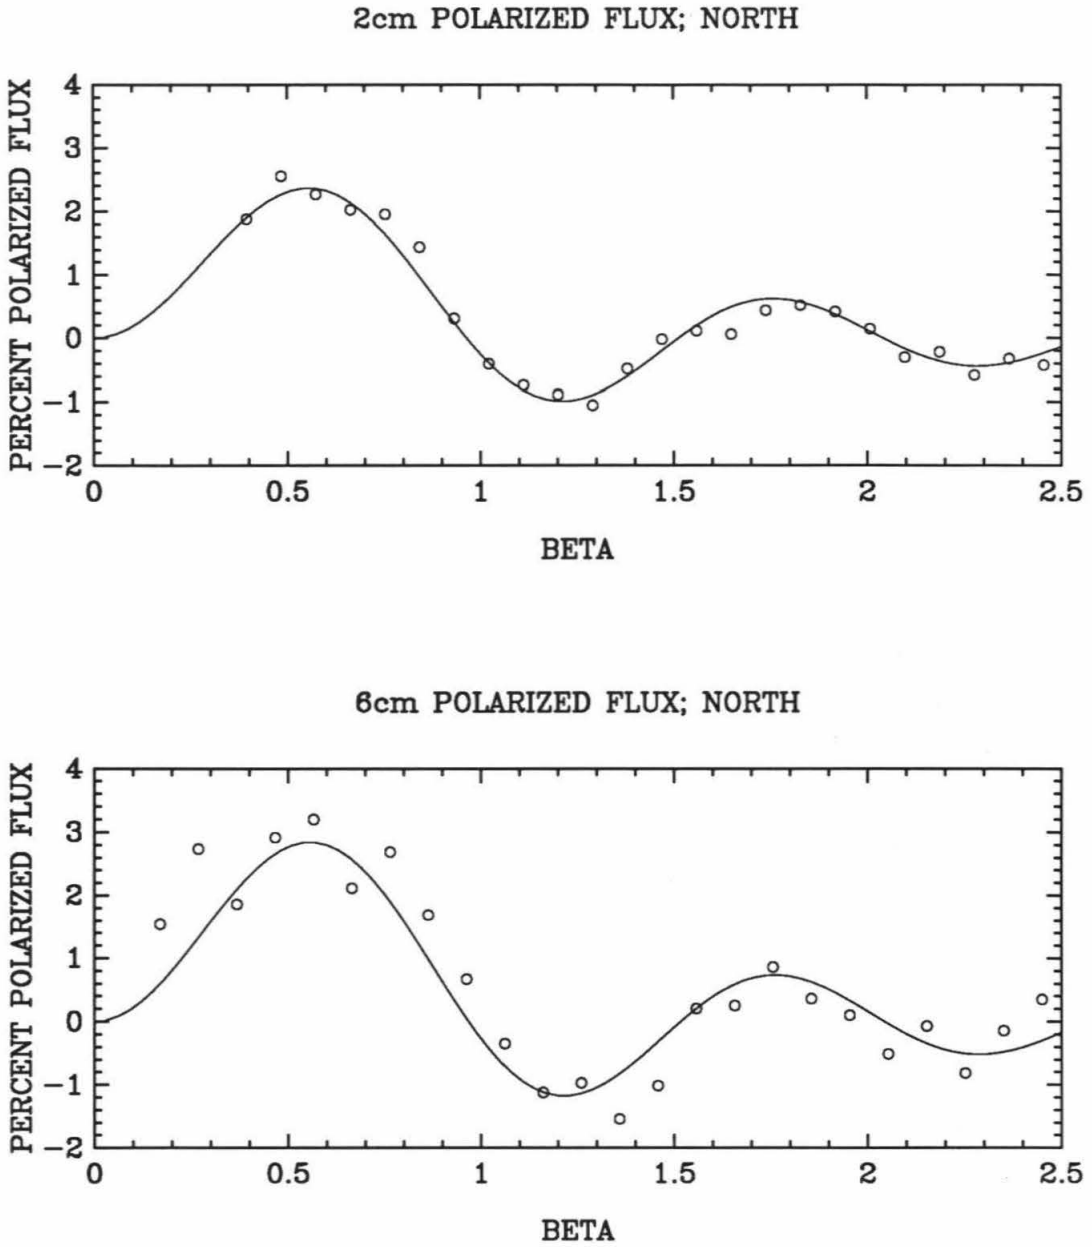 2cm POLARIZED FLUX; NORTH
PERCENT POLARIZED FLUX
4
3
2
1
0
−1
−2
0 0.5 1 1.5 2 2.5
BETA
6cm POLARIZED FLUX; NORTH
PERCENT POLARIZED FLUX
4
3
2
1
0
−1
−2
0 0.5 1 1.5 2 2.5
BETA